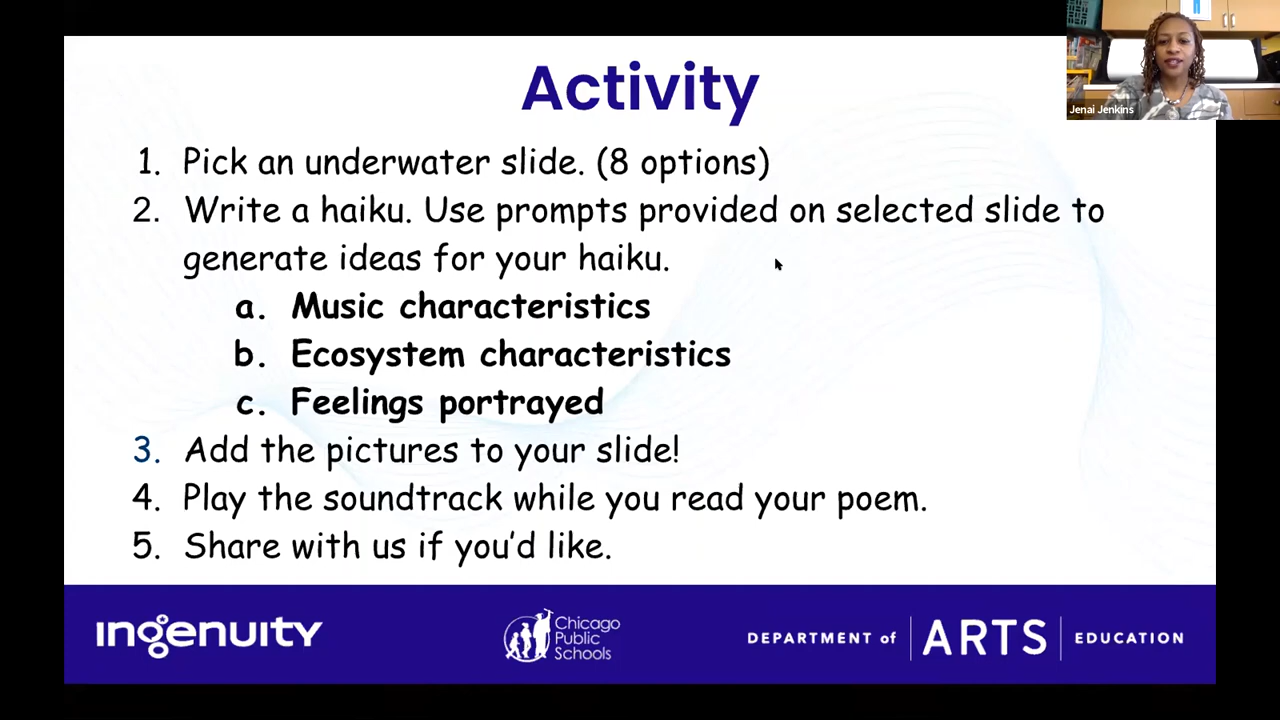 Activity
Jenai Jenkins
1. Pick an underwater slide. (8 options)
2. Write a haiku. Use prompts provided on selected slide to
generate ideas for your haiku.
a. Music characteristics
b. Ecosystem characteristics
c. Feelings portrayed
3. Add the pictures to your slide!
4. Play the soundtrack while you read your poem.
5. Share with us if you’d like.
ingenuity
Chicago
Public
Schools
DEPARTMENT of ARTS EDUCATION